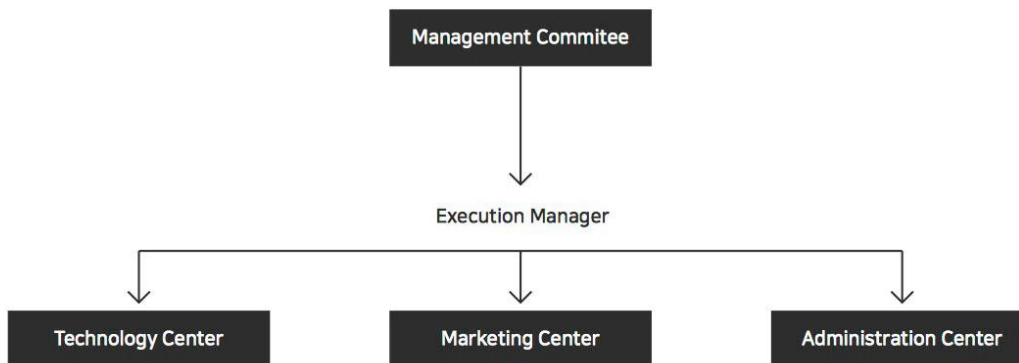 Management Commitee
Execution Manager
Technology Center
Marketing Center
Administration Center